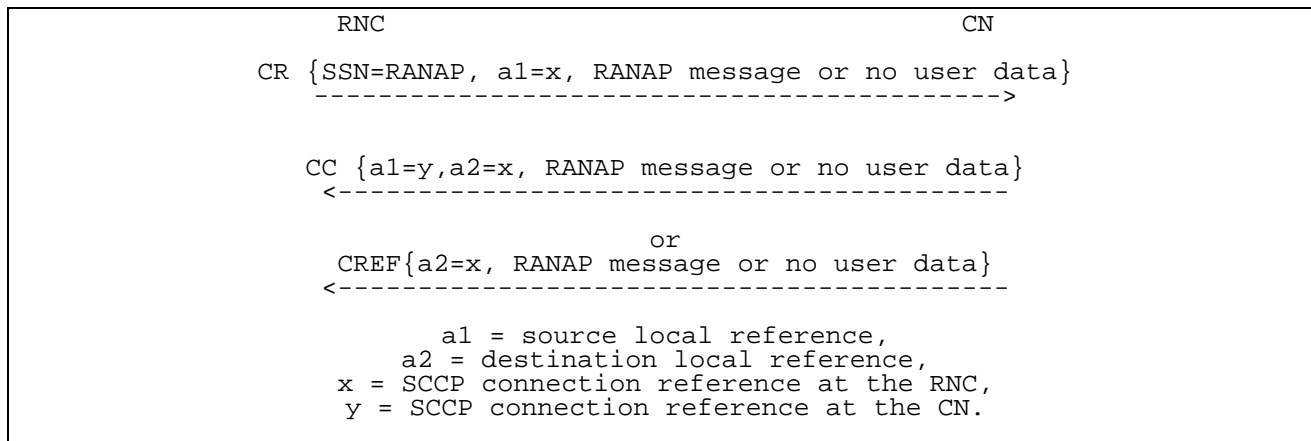 RNC CN
CR {SSN=RANAP, a1=x, RANAP message or no user data}
------------------------------------------->
CC {a1=y,a2=x, RANAP message or no user data}
<------------------------------------------
or
CREF{a2=x, RANAP message or no user data}
<------------------------------------------
a1 = source local reference,
a2 = destination local reference,
x = SCCP connection reference at the RNC,
y = SCCP connection reference at the CN.